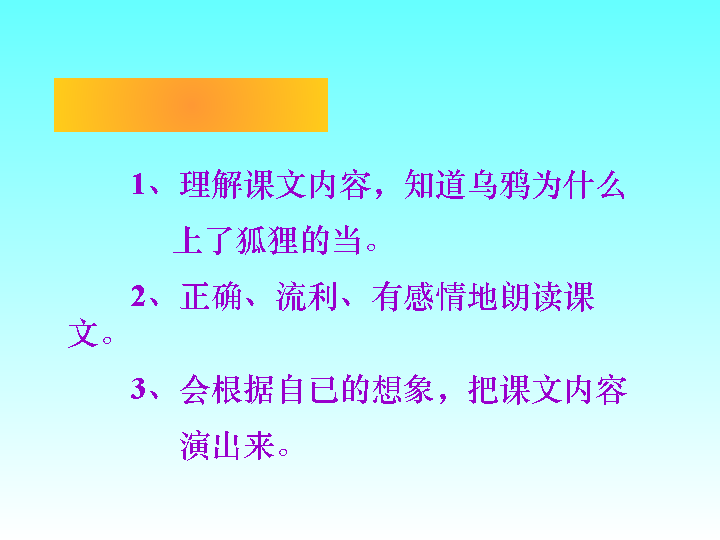 1、理解课文内容，知道乌鸦为什么
上了狐狸的当。
2、正确、流利、有感情地朗读课
文。
3、会根据自已的想象，把课文内容
演出来。